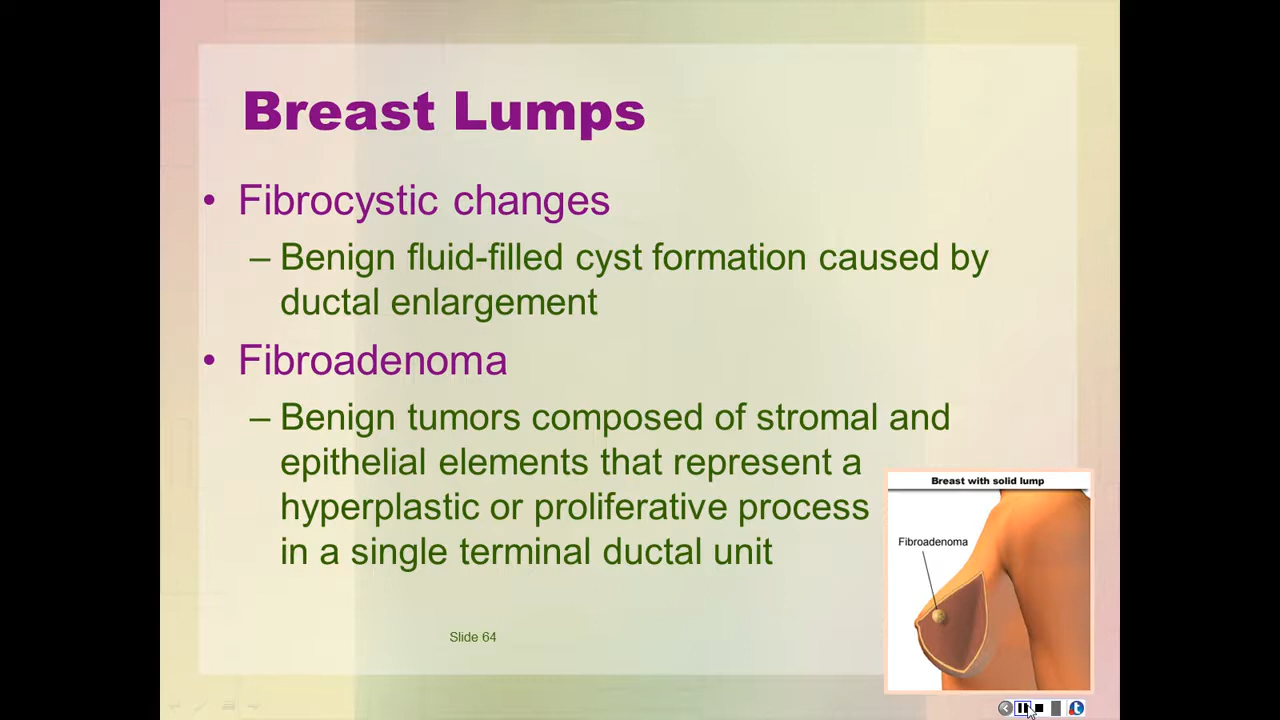 Breast Lumps
• Fibrocystic changes
– Benign fluid-filled cyst formation caused by
ductal enlargement
• Fibroadenoma
– Benign tumors composed of stromal and
epithelial elements that represent a
hyperplastic or proliferative process
in a single terminal ductal unit
Breast with solid lump
Fibroadenoma
Slide 64